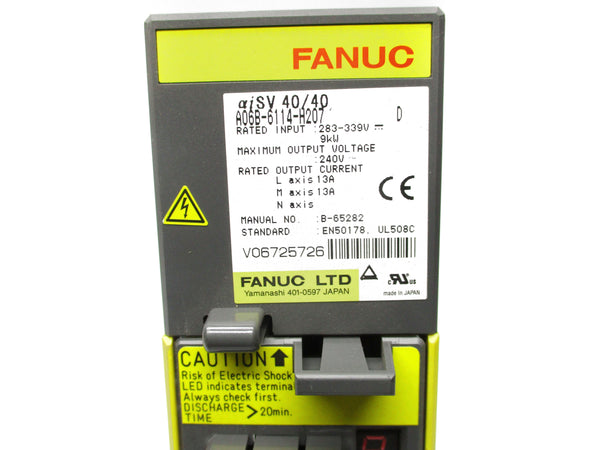 FANUC
αiSV 40/40
A06B-6114-H207 D
RATED INPUT :283-339V
9kW
MAXIMUM OUTPUT VOLTAGE
:240V~
RATED OUTPUT CURRENT
L axis 13A
M axis 13A
N axis
MANUAL NO. :B-65282
STANDARD :EN50178, UL508C
V06725726
CE
FANUC LTD
Yamanashi 401-0597 JAPAN
c RU us
made in JAPAN
CAUTION
Risk of Electric Shock
LED indicates
Always check first.
DISCHARGE
TIME > 20min.